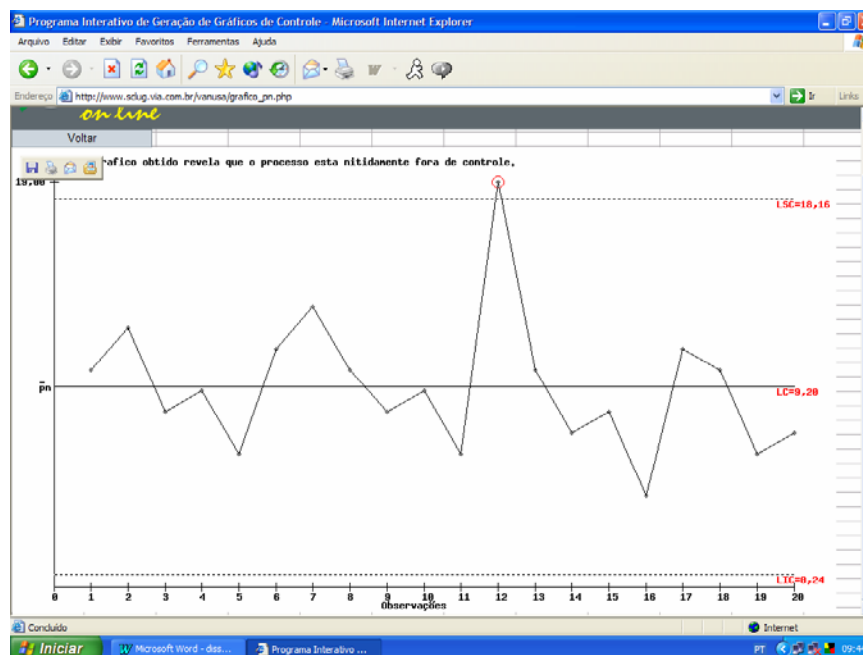 Programa Interativo de Geração de Gráficos de Controle - Microsoft Internet Explorer
Arquivo Editar Exibir Favoritos Ferramentas Ajuda
Endereço http://www.sclug.via.com.br/vanusa/grafico_pn.php Ir Links
on line
Voltar
rafico obtido revela que o processo esta nitidamente fora de controle.
19,00
LSC=18,16
pn
LC=9,20
LIC=0,24
0 1 2 3 4 5 6 7 8 9 10 11 12 13 14 15 16 17 18 19 20
Observações
Concluído Internet
Iniciar Microsoft Word - diss... Programa Interativo ... PT